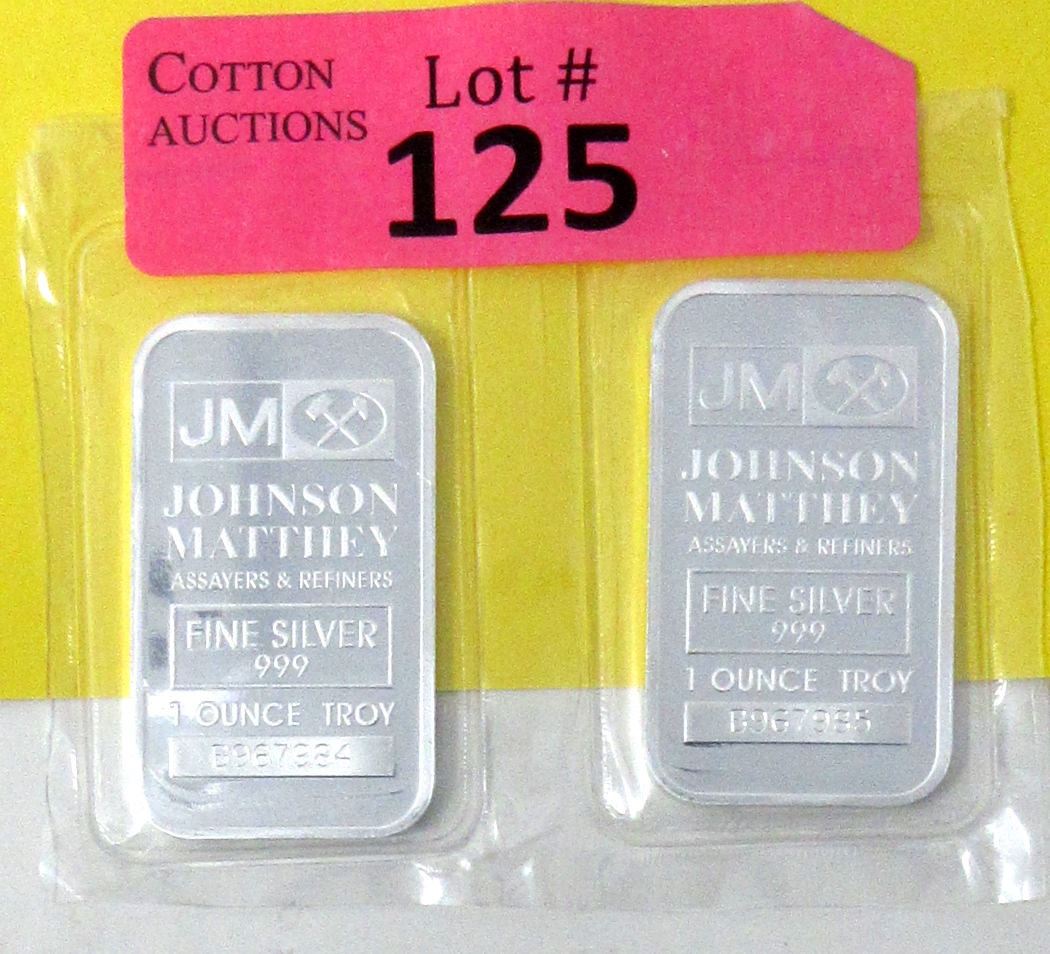 COTTON
AUCTIONS
Lot #
125
JM
JOHNSON
MATTHEY
ASSAYERS & REFINERS
FINE SILVER
999
1 OUNCE TROY
JM
JOHNSON
MATTHEY
ASSAYERS & REFINERS
FINE SILVER
999
1 OUNCE TROY
B967985